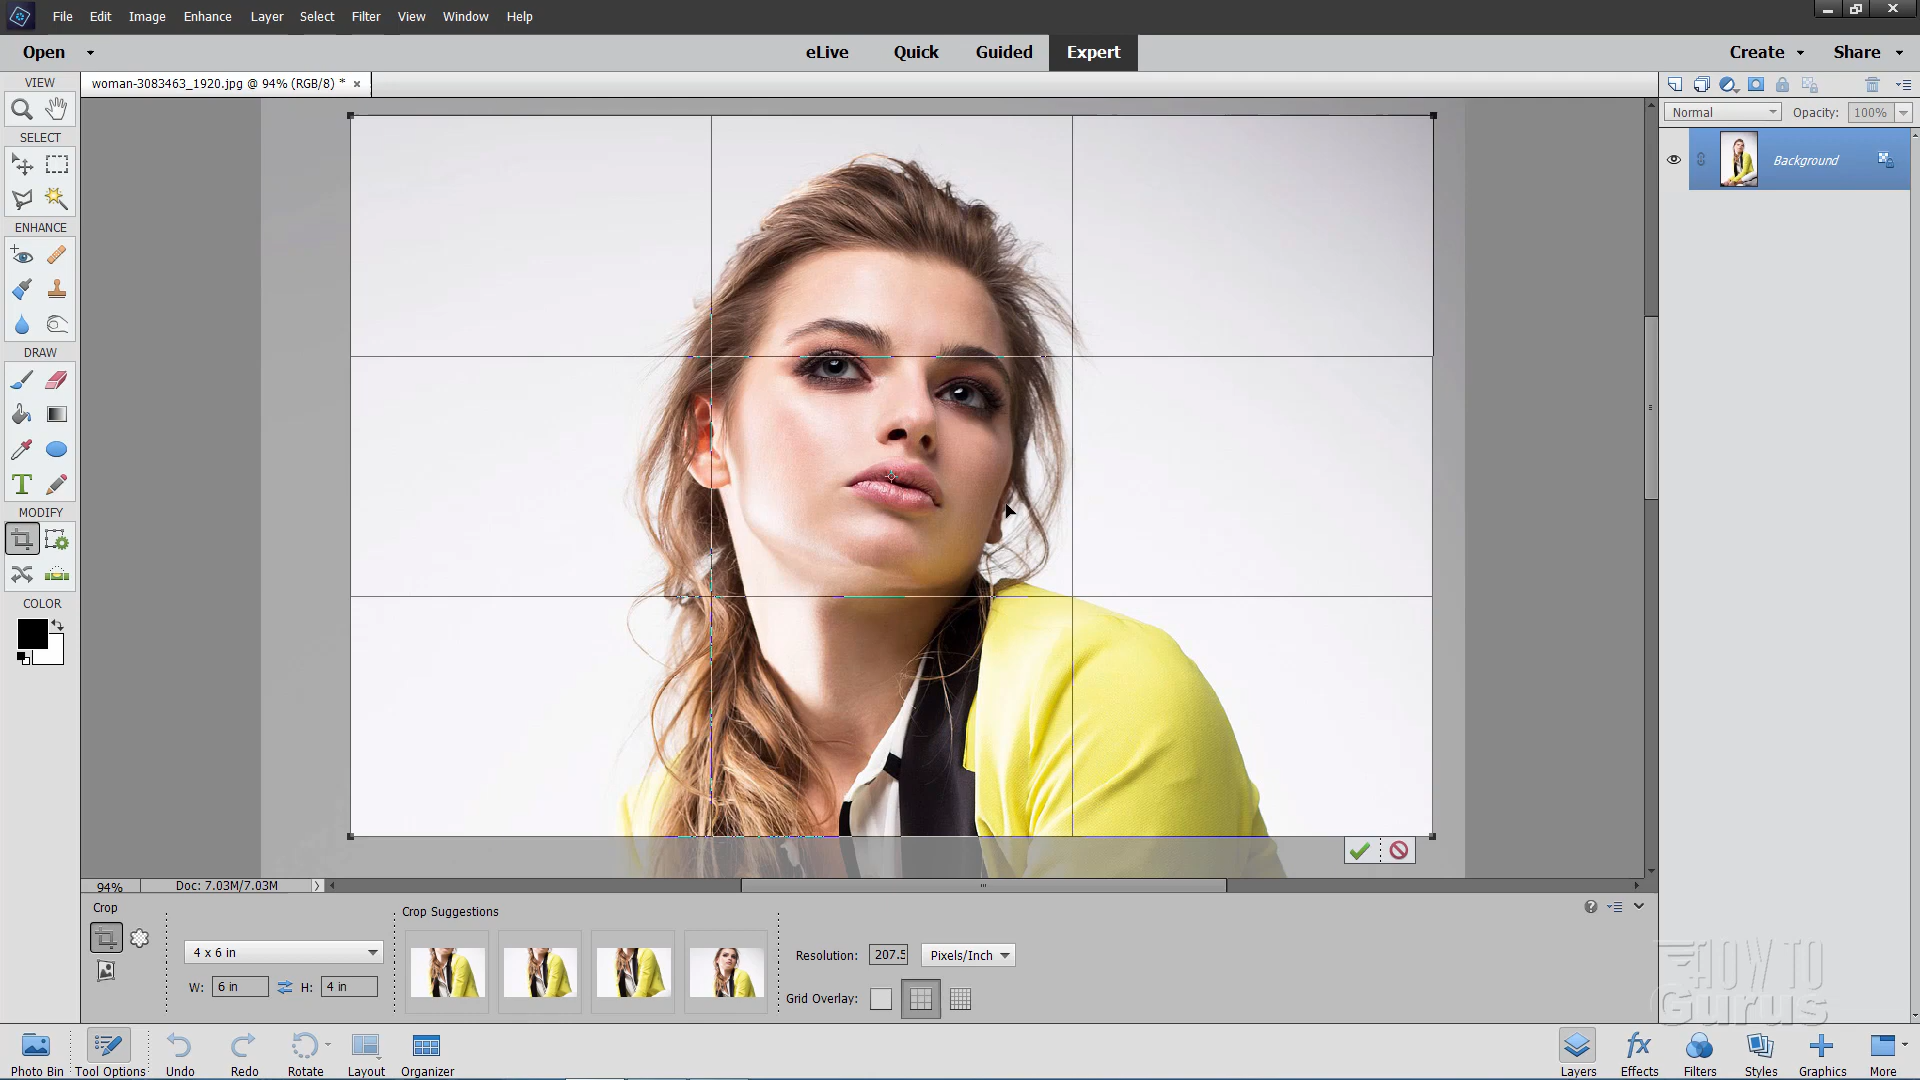 File Edit Image Enhance Layer Select Filter View Window Help
Open eLive Quick Guided Expert Create Share
woman-3083463_1920.jpg @ 94% (RGB/8) * ×
VIEW
Normal Opacity: 100%
SELECT
Background
ENHANCE
DRAW
T
MODIFY
COLOR
94% Doc: 7.03M/7.03M
Crop
Crop Suggestions
4 x 6 in
Resolution: 207.5 Pixels/Inch
W: 6 in H: 4 in
Grid Overlay:
HOW TO
Gurus
fx
Photo Bin Tool Options Undo Redo Rotate Layout Organizer Layers Effects Filters Styles Graphics More